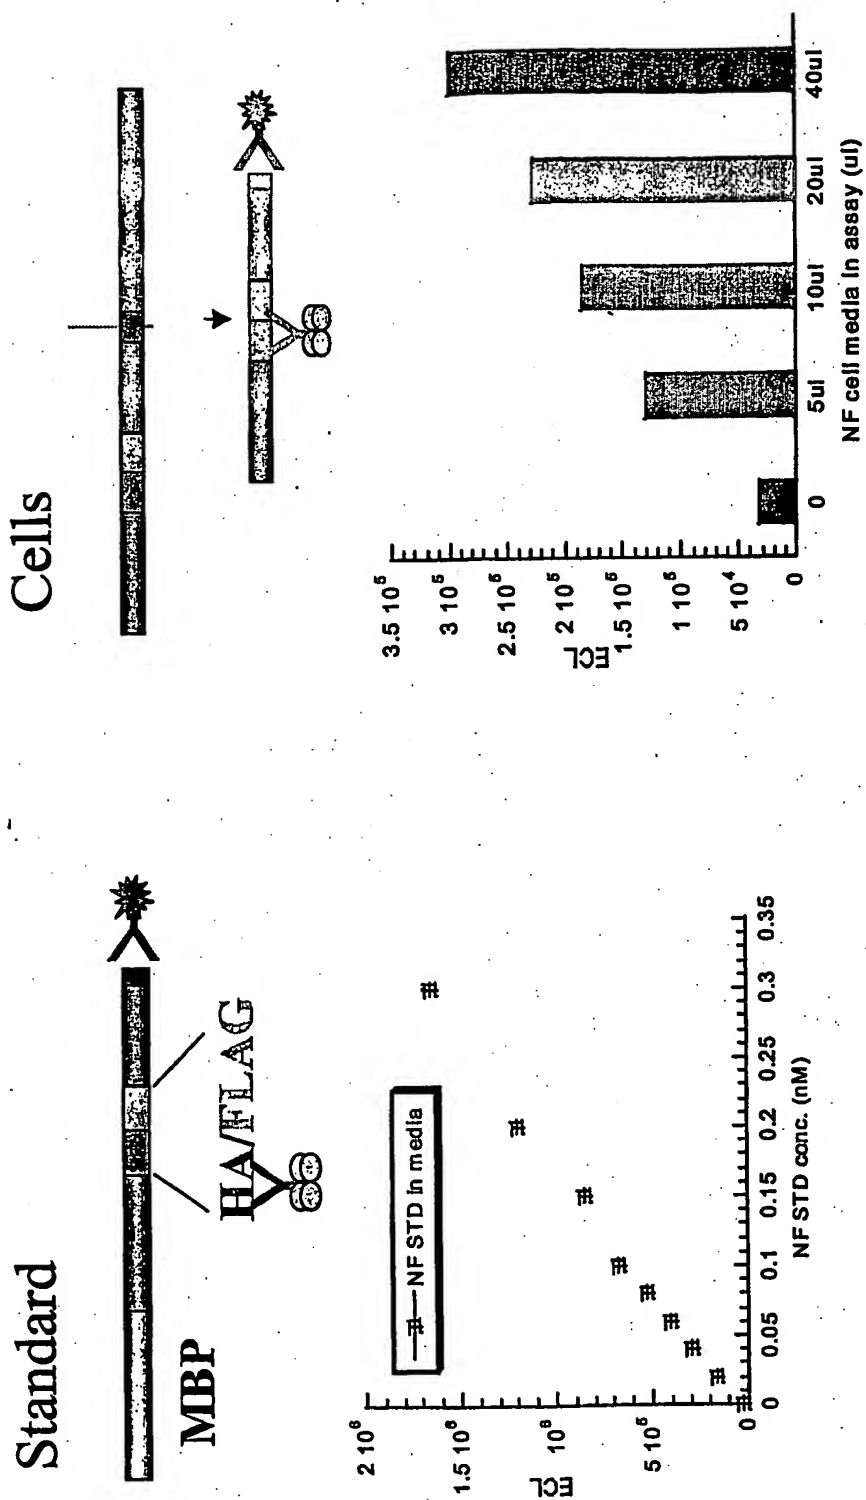 Standard
MBP
HA/FLAG
2 10⁶
1.5 10⁶
10⁶
5 10⁵
0
ECL
NF STD in media
0 0.05 0.1 0.15 0.2 0.25 0.3 0.35
NF STD conc. (nM)
Cells
3.5 10⁵
3 10⁵
2.5 10⁵
2 10⁵
1.5 10⁵
1 10⁵
5 10⁴
0
ECL
0 5ul 10ul 20ul 40ul
NF cell media in assay (ul)